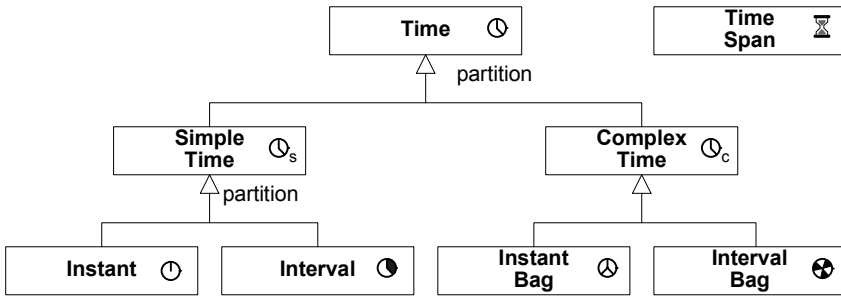 Time
Time
Span
partition
Simple
Time
s
Complex
Time
c
partition
Instant
Interval
Instant
Bag
Interval
Bag